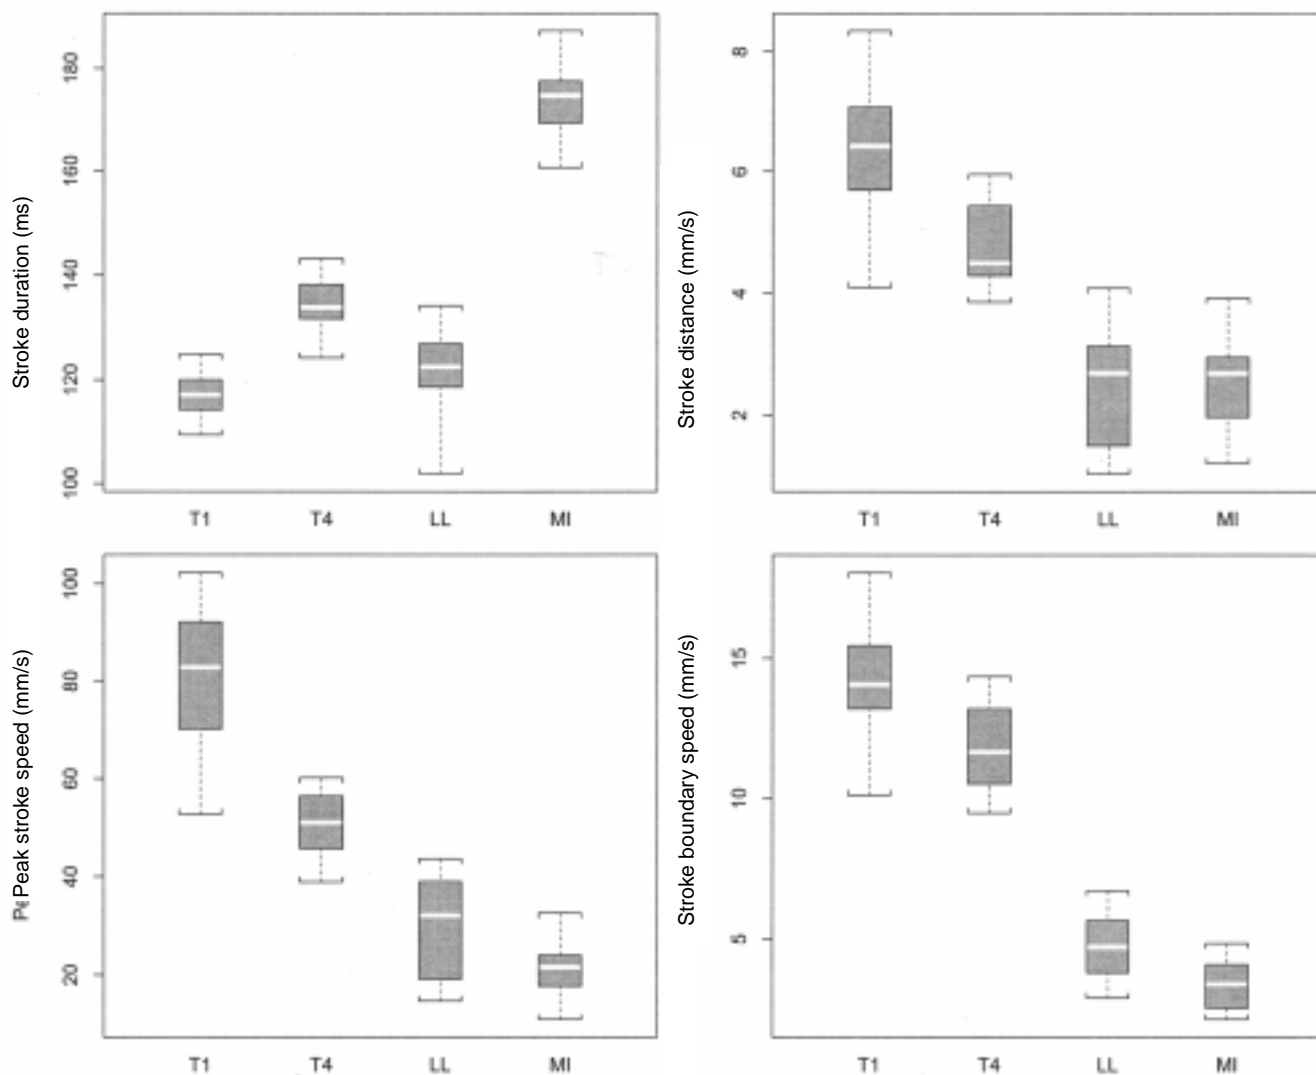 Stroke duration (ms)
180
160
140
120
100
T1 T4 LL MI
Stroke distance (mm/s)
8
6
4
2
T1 T4 LL MI
Pe Peak stroke speed (mm/s)
100
80
60
40
20
T1 T4 LL MI
Stroke boundary speed (mm/s)
15
10
5
T1 T4 LL MI